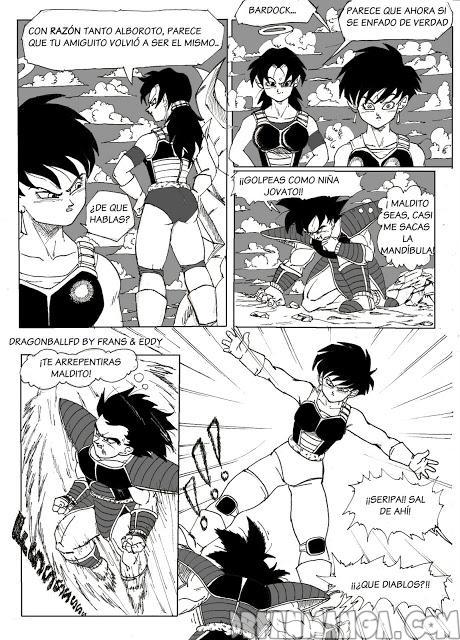 CON RAZÓN TANTO ALBOROTO, PARECE
QUE TU AMIGUITO VOLVIÓ A SER EL MISMO..
¿DE QUE
HABLAS?
BARDOCK...
PARECE QUE AHORA SI
SE ENFADO DE VERDAD
¡¡GOLPEAS COMO NIÑA
JOVATO!!
¡ MALDITO
SEAS, CASI
ME SACAS
LA
MANDÍBULA!
DRAGONBALLFD BY FRANS & EDDY
¡TE ARREPENTIRAS
MALDITO!
!!!
¡¡SERIPA!! SAL
DE AHÍ!
¡¡¿QUE DIABLOS?!!